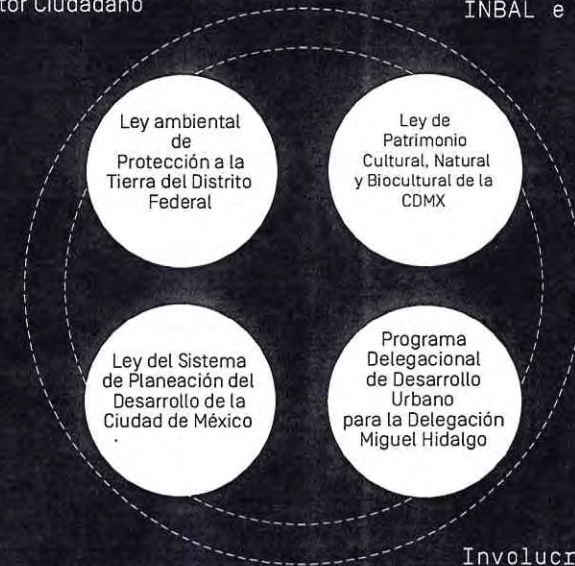 Ciudadano
INBAL e
Ley ambiental
de
Protección a la
Tierra del Distrito
Federal
Ley de
Patrimonio
Cultural, Natural
y Biocultural de la
CDMX
Ley del Sistema
de Planeación del
Desarrollo de la
Ciudad de México
Programa
Delegacional
de Desarrollo
Urbano
para la Delegación
Miguel Hidalgo